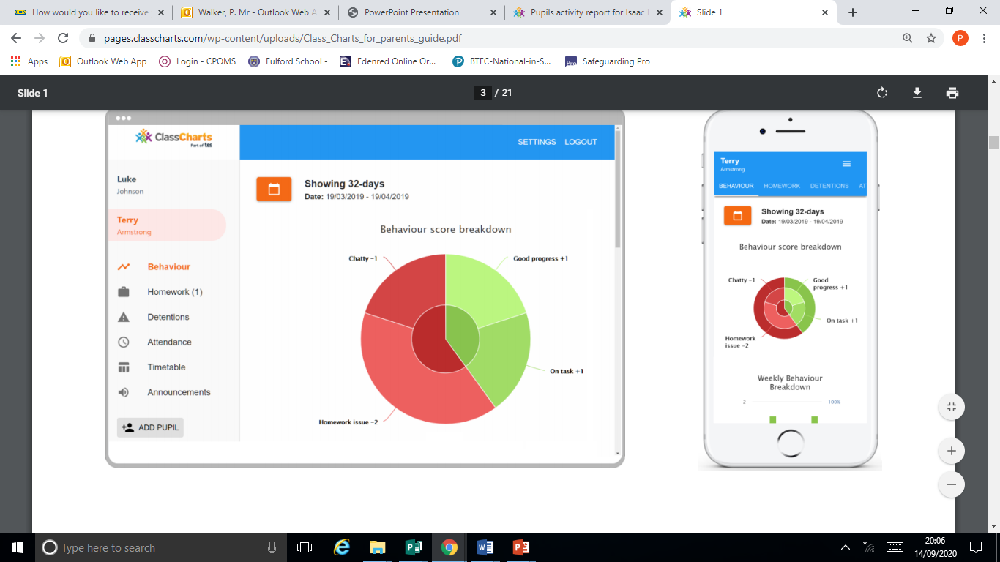 How would you like to receive
Walker, P. Mr - Outlook Web A
PowerPoint Presentation
Pupils activity report for Isaac
Slide 1
pages.classcharts.com/wp-content/uploads/Class_Charts_for_parents_guide.pdf
P
Apps
Outlook Web App
Login - CPOMS
Fulford School -
Edenred Online Or...
BTEC-National-in-S...
Safeguarding Pro
Slide 1
3 / 21
ClassCharts
Part of tes
SETTINGS LOGOUT
Luke
Johnson
Terry
Armstrong
Behaviour
Homework (1)
Detentions
Attendance
Timetable
Announcements
ADD PUPIL
Showing 32-days
Date: 19/03/2019 - 19/04/2019
Behaviour score breakdown
Chatty -1
Good progress +1
On task +1
Homework issue -2
Terry
Armstrong
BEHAVIOUR HOMEWORK DETENTIONS AT
Showing 32-days
Date: 19/03/2019 - 19/04/2019
Behaviour score breakdown
Chatty -1
Good
progress +1
On task +1
Homework
issue -2
Weekly Behaviour
Breakdown
2
100%
Type here to search
20:06
14/09/2020